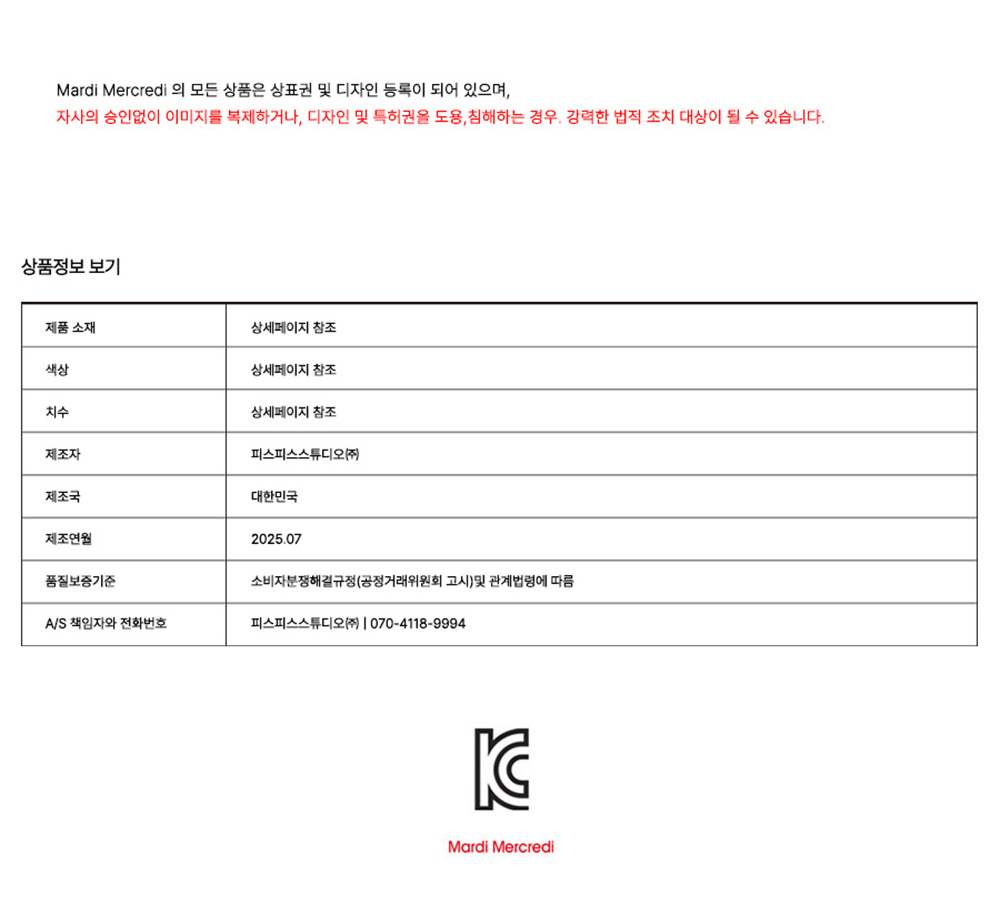 Mardi Mercredi 의 모든 상품은 상표권 및 디자인 등록이 되어 있으며,
자사의 승인없이 이미지를 복제하거나, 디자인 및 특허권을 도용,침해하는 경우. 강력한 법적 조치 대상이 될 수 있습니다.
상품정보 보기
제품 소재 상세페이지 참조
색상 상세페이지 참조
치수 상세페이지 참조
제조자 피스피스스튜디오㈜
제조국 대한민국
제조연월 2025.07
품질보증기준 소비자분쟁해결규정(공정거래위원회 고시)및 관계법령에 따름
A/S 책임자와 전화번호 피스피스스튜디오㈜ | 070-4118-9994
KC
Mardi Mercredi